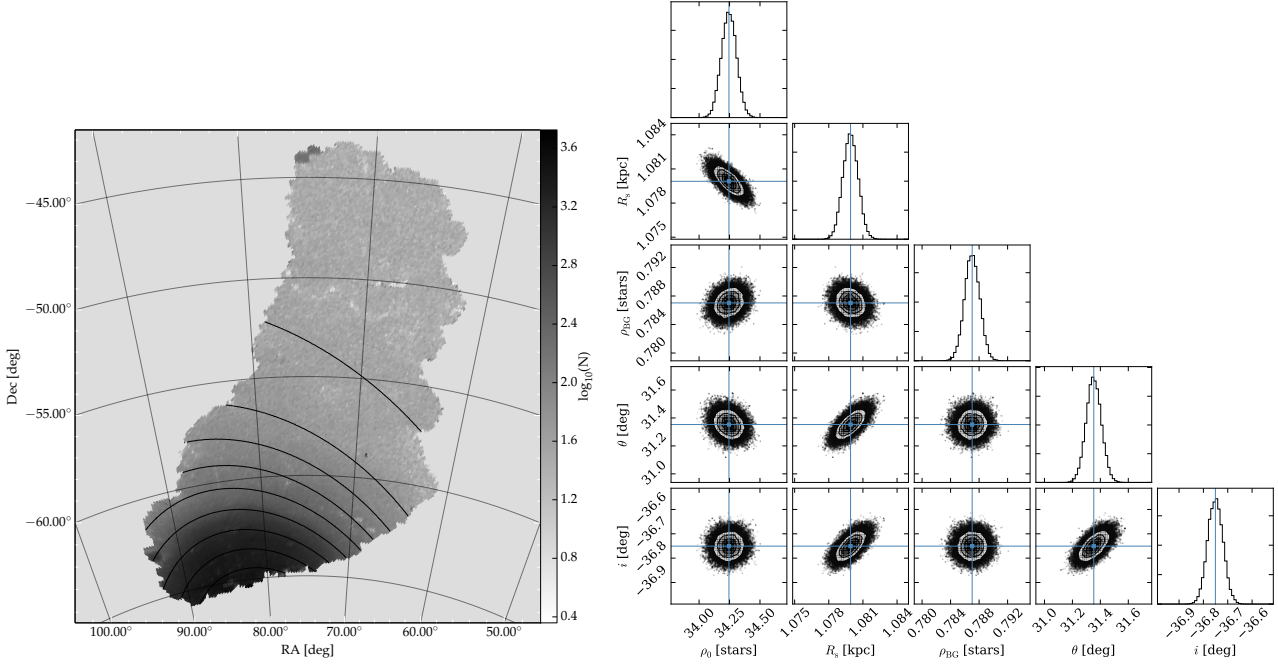 −45.00°
−50.00°
−55.00°
−60.00°
Dec [deg]
100.00° 90.00° 80.00° 70.00° 60.00° 50.00°
RA [deg]
3.6
3.2
2.8
2.4
2.0
1.6
1.2
0.8
0.4
log₁₀(N)
1.084
1.081
1.078
1.075
Rₛ [kpc]
0.792
0.788
0.784
0.780
ρ_BG [stars]
31.6
31.4
31.2
31.0
θ [deg]
−36.6
−36.7
−36.8
−36.9
i [deg]
34.00 34.25 34.50 1.075 1.078 1.081 1.084 0.780 0.784 0.788 0.792 31.0 31.2 31.4 31.6 −36.9 −36.8 −36.7 −36.6
ρ₀ [stars] Rₛ [kpc] ρ_BG [stars] θ [deg] i [deg]